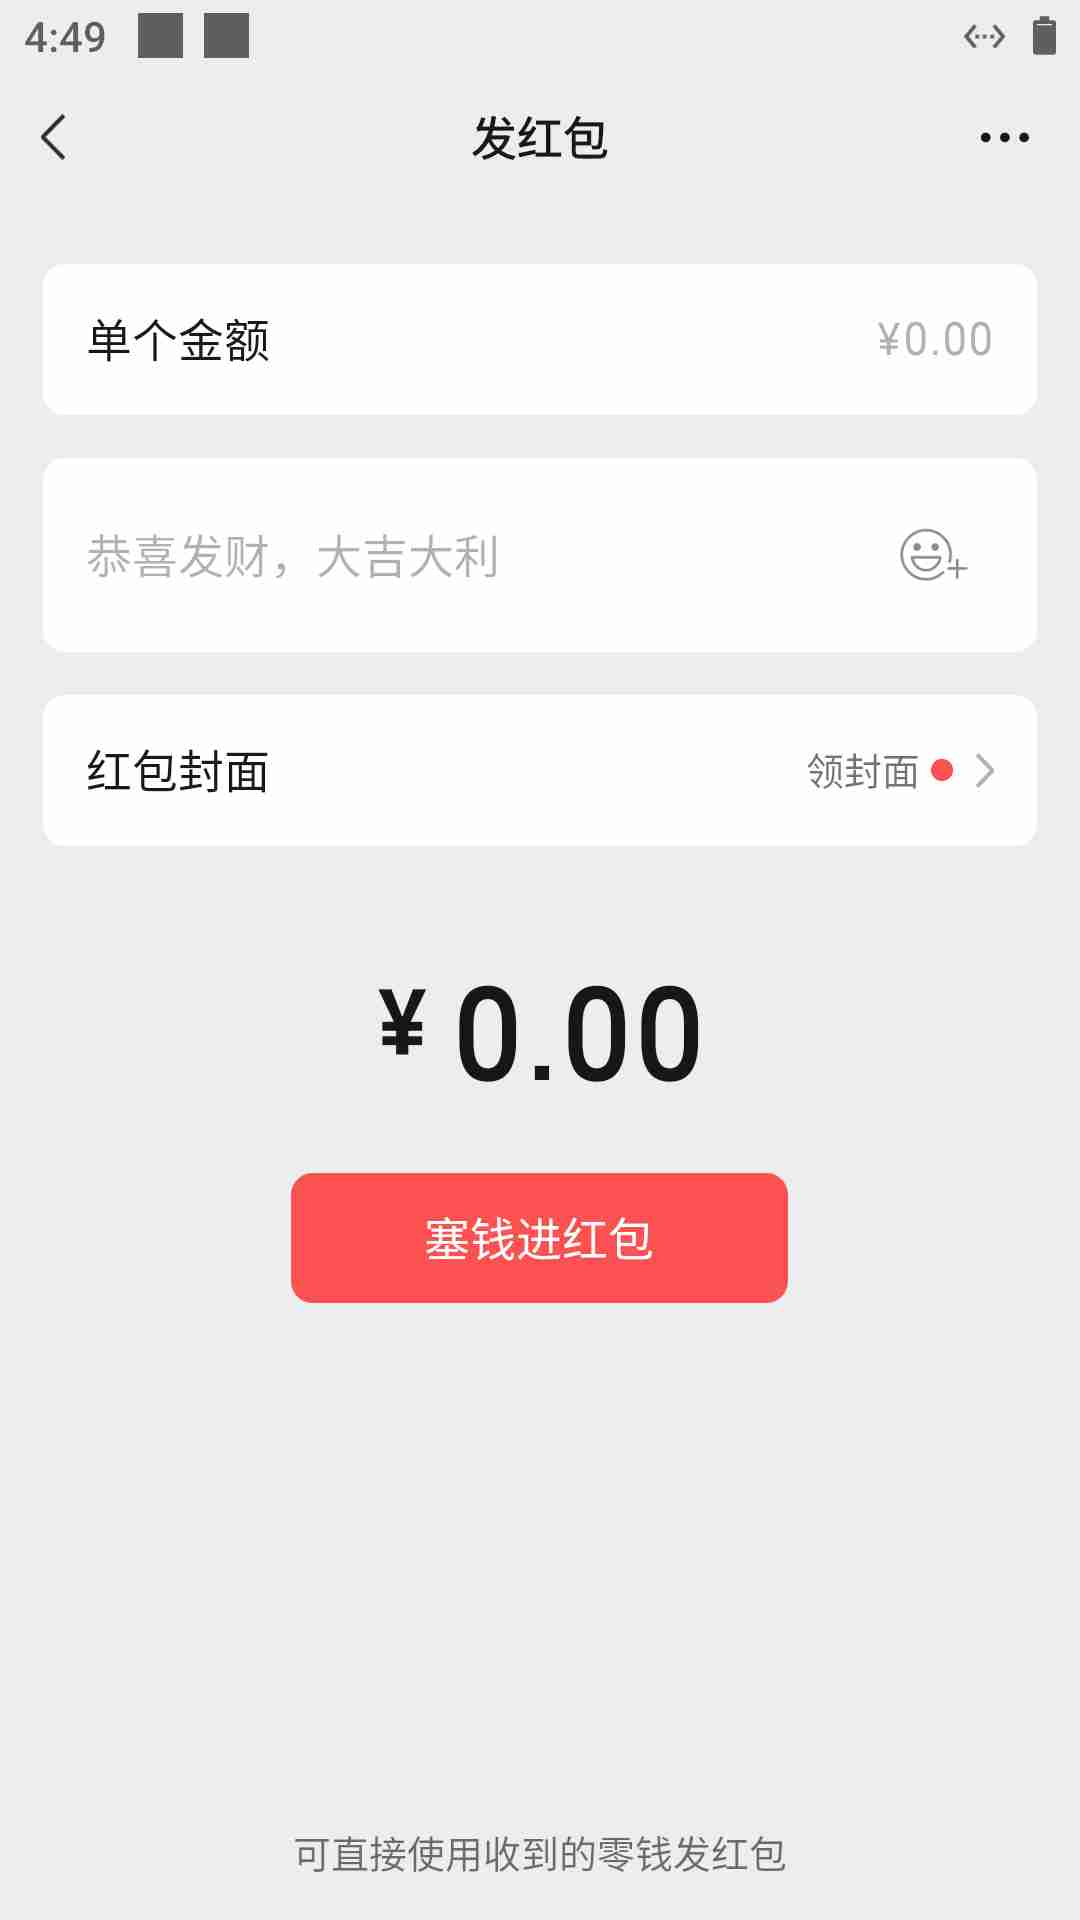 4:49
发红包
单个金额
¥0.00
恭喜发财，大吉大利
红包封面
领封面
¥ 0.00
塞钱进红包
可直接使用收到的零钱发红包